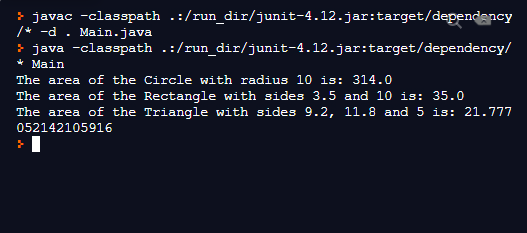 > javac -classpath .:/run_dir/junit-4.12.jar:target/dependency
/* -d . Main.java
> java -classpath .:/run_dir/junit-4.12.jar:target/dependency/
* Main
The area of the Circle with radius 10 is: 314.0
The area of the Rectangle with sides 3.5 and 10 is: 35.0
The area of the Triangle with sides 9.2, 11.8 and 5 is: 21.777
052142105916
>